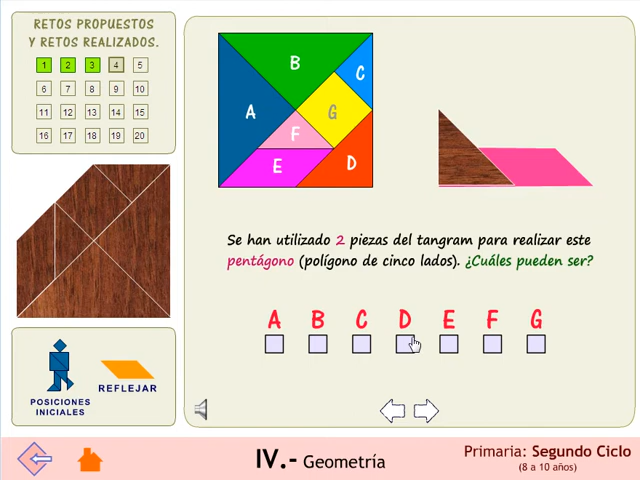 RETOS PROPUESTOS
Y RETOS REALIZADOS.
1 2 3 4 5
6 7 8 9 10
11 12 13 14 15
16 17 18 19 20
B
C
A
G
F
E
D
Se han utilizado 2 piezas del tangram para realizar este
pentágono (polígono de cinco lados). ¿Cuáles pueden ser?
A B C D E F G
POSICIONES
INICIALES
REFLEJAR
IV.- Geometría
Primaria: Segundo Ciclo
(8 a 10 años)